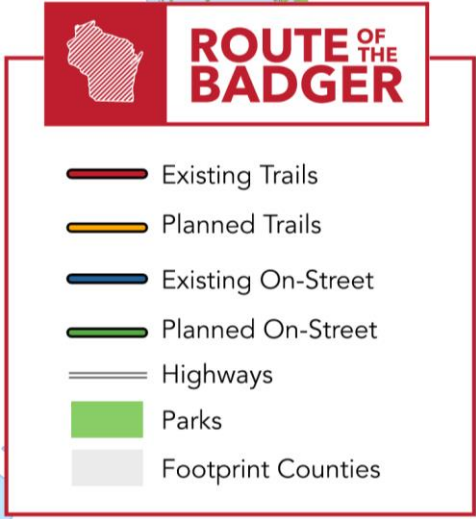 ROUTE OF THE
BADGER
Existing Trails
Planned Trails
Existing On-Street
Planned On-Street
Highways
Parks
Footprint Counties